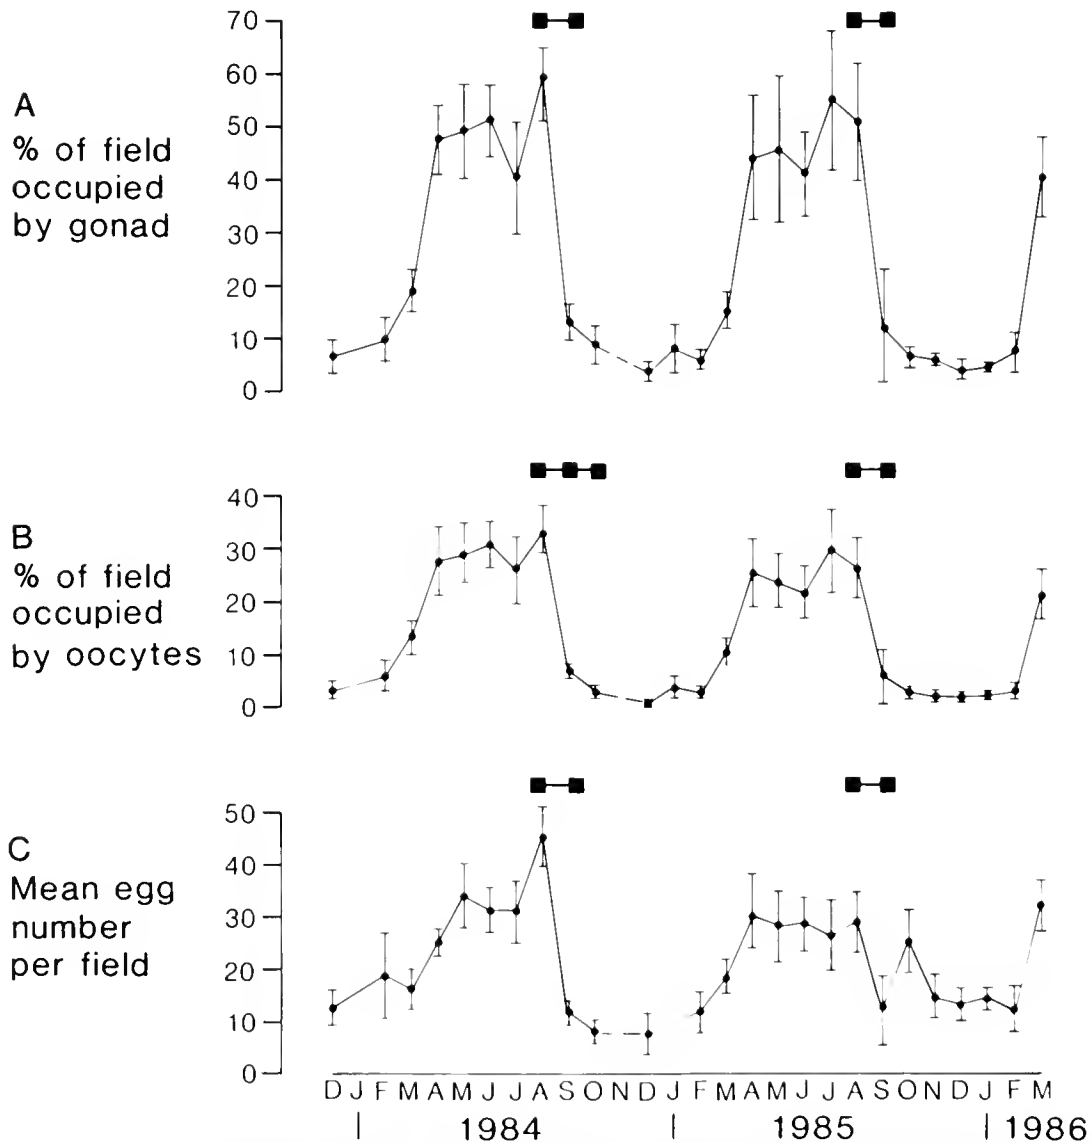 A
% of field
occupied
by gonad
70
60
50
40
30
20
10
0
B
% of field
occupied
by oocytes
40
30
20
10
0
C
Mean egg
number
per field
50
40
30
20
10
0
D J F M A M J J A S O N D J F M A M J J A S O N D J F M
1984 1985 1986